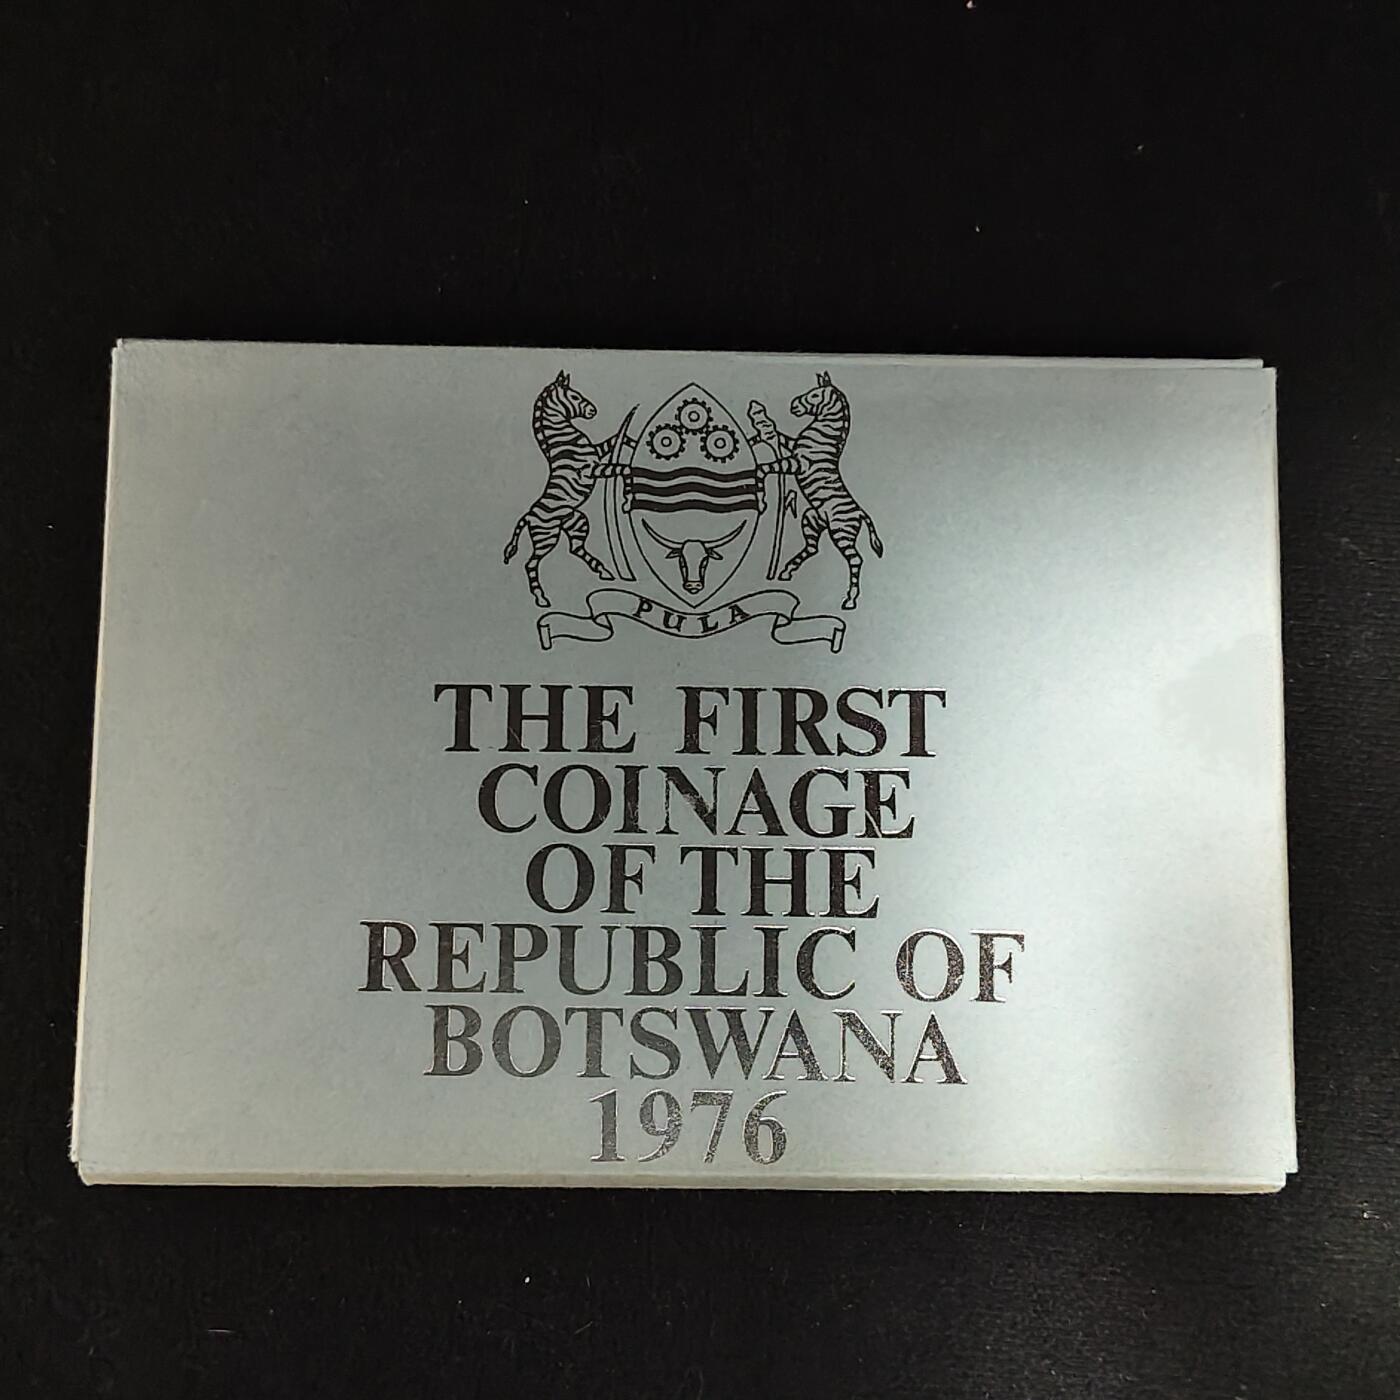 PULA
THE FIRST
COINAGE
OF THE
REPUBLIC OF
BOTSWANA
1976